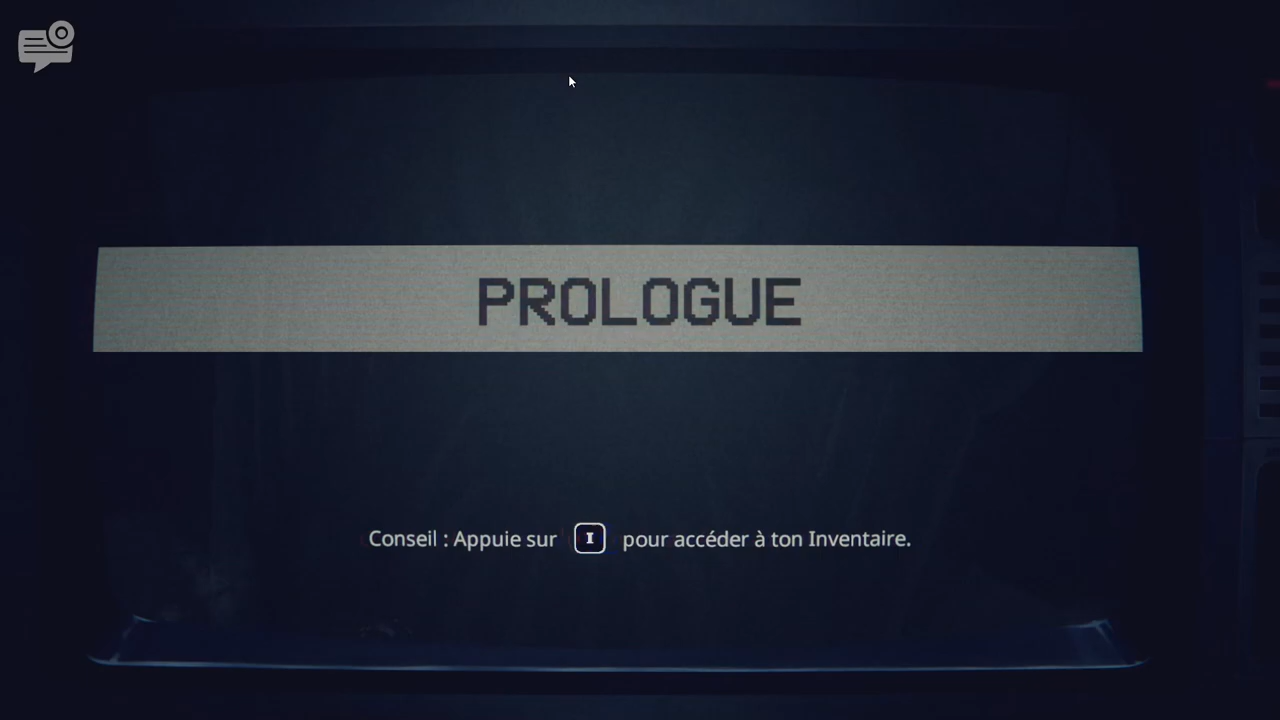 PROLOGUE
Conseil : Appuie sur I pour accéder à ton Inventaire.